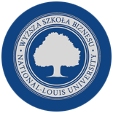 WYŻSZA SZKOŁA BIZNESU
NATIONAL-LOUIS UNIVERSITY